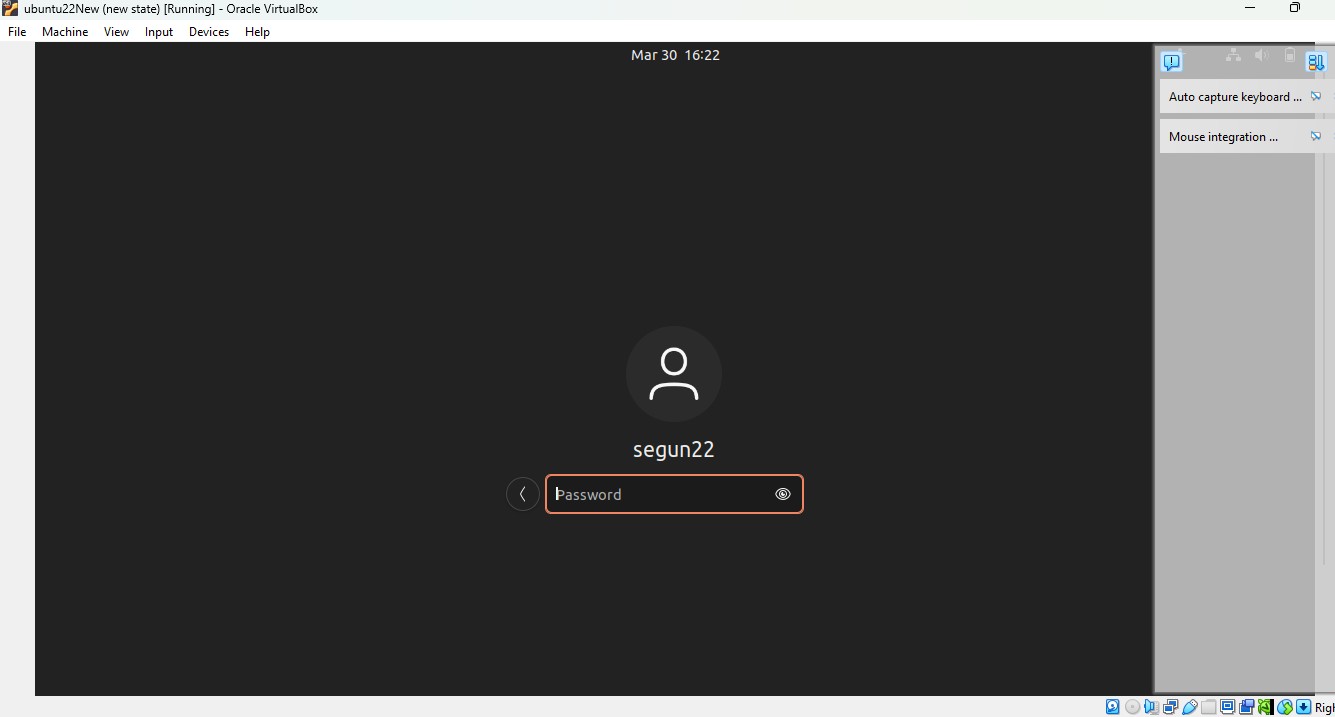 ubuntu22New (new state) [Running] - Oracle VirtualBox
File Machine View Input Devices Help
Mar 30 16:22
Auto capture keyboard ...
Mouse integration ...
segun22
Password